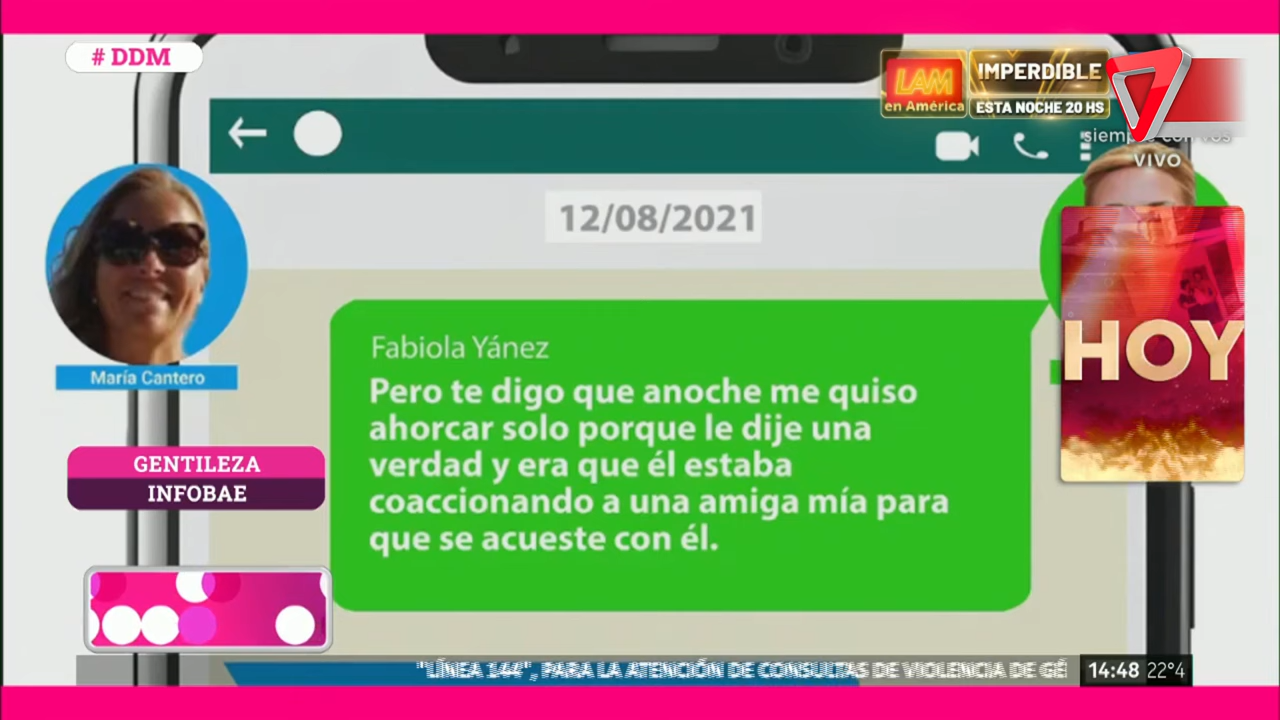 # DDM
LAM
en América
IMPERDIBLE
ESTA NOCHE 20 HS
VIVO
12/08/2021
HOY
María Cantero
Fabiola Yánez
Pero te digo que anoche me quiso
ahorcar solo porque le dije una
verdad y era que él estaba
coaccionando a una amiga mía para
que se acueste con él.
GENTILEZA
INFOBAE
"LÍNEA 144", PARA LA ATENCIÓN DE CONSULTAS DE VIOLENCIA DE GÉ
14:48 22°4